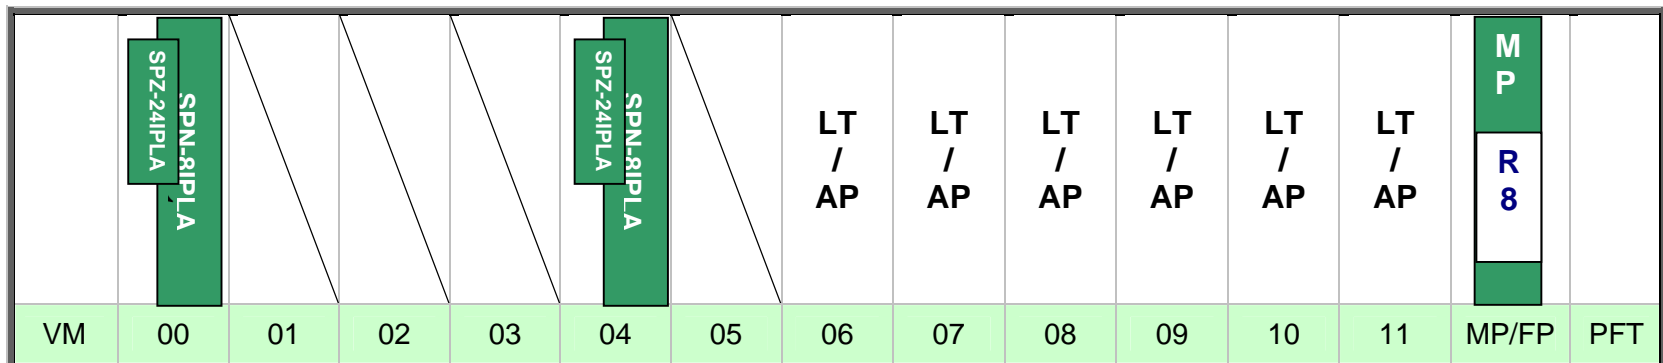 SPZ-24IPLA
SPN-8IPLA
SPZ-24IPLA
SPN-8IPLA
LT
/
AP
LT
/
AP
LT
/
AP
LT
/
AP
LT
/
AP
LT
/
AP
M
P
R
8
VM 00 01 02 03 04 05 06 07 08 09 10 11 MP/FP PFT